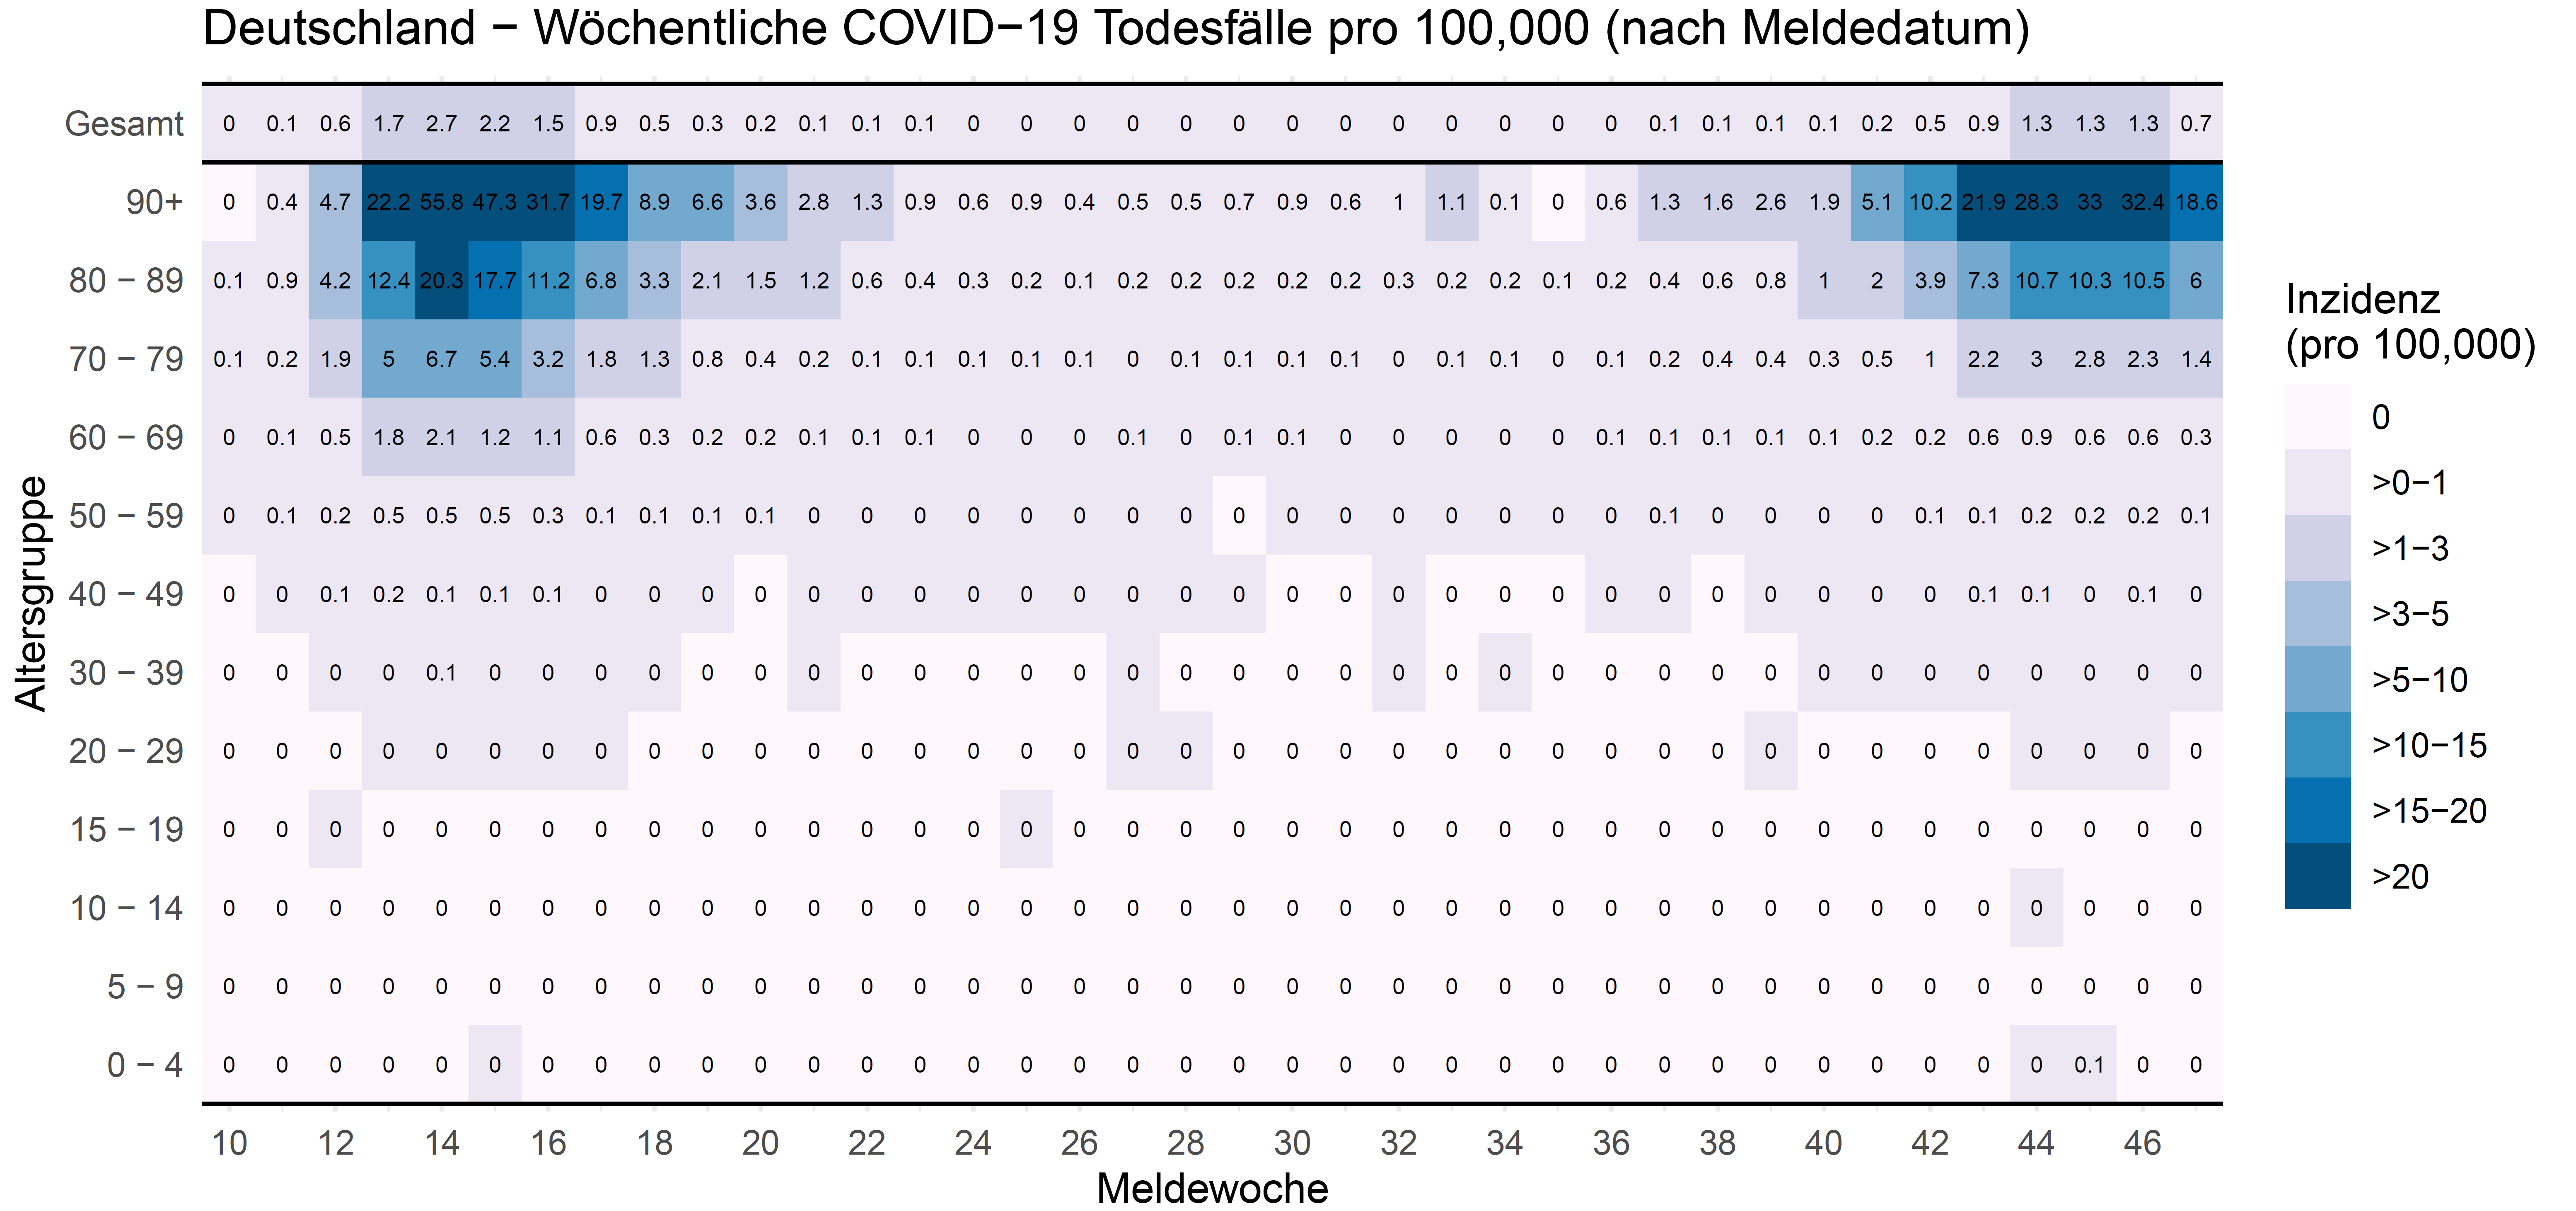 Deutschland − Wöchentliche COVID−19 Todesfälle pro 100,000 (nach Meldedatum)
Gesamt 0 0.1 0.6 1.7 2.7 2.2 1.5 0.9 0.5 0.3 0.2 0.1 0.1 0.1 0 0 0 0 0 0 0 0 0 0 0 0 0 0.1 0.1 0.1 0.1 0.2 0.5 0.9 1.3 1.3 1.3 0.7
90+ 0 0.4 4.7 22.2 55.8 47.3 31.7 19.7 8.9 6.6 3.6 2.8 1.3 0.9 0.6 0.9 0.4 0.5 0.5 0.7 0.9 0.6 1 1.1 0.1 0 0.6 1.3 1.6 2.6 1.9 5.1 10.2 21.9 28.3 33 32.4 18.6
80 − 89 0.1 0.9 4.2 12.4 20.3 17.7 11.2 6.8 3.3 2.1 1.5 1.2 0.6 0.4 0.3 0.2 0.1 0.2 0.2 0.2 0.2 0.2 0.3 0.2 0.2 0.1 0.2 0.4 0.6 0.8 1 2 3.9 7.3 10.7 10.3 10.5 6
70 − 79 0.1 0.2 1.9 5 6.7 5.4 3.2 1.8 1.3 0.8 0.4 0.2 0.1 0.1 0.1 0.1 0.1 0 0.1 0.1 0.1 0.1 0 0.1 0.1 0 0.1 0.2 0.4 0.4 0.3 0.5 1 2.2 3 2.8 2.3 1.4
60 − 69 0 0.1 0.5 1.8 2.1 1.2 1.1 0.6 0.3 0.2 0.2 0.1 0.1 0.1 0 0 0 0.1 0 0.1 0.1 0 0 0 0 0 0.1 0.1 0.1 0.1 0.1 0.2 0.2 0.6 0.9 0.6 0.6 0.3
50 − 59 0 0.1 0.2 0.5 0.5 0.5 0.3 0.1 0.1 0.1 0.1 0 0 0 0 0 0 0 0 0 0 0 0 0 0 0 0 0.1 0 0 0 0 0.1 0.1 0.2 0.2 0.2 0.1
40 − 49 0 0 0.1 0.2 0.1 0.1 0.1 0 0 0 0 0 0 0 0 0 0 0 0 0 0 0 0 0 0 0 0 0 0 0 0 0 0 0.1 0.1 0 0.1 0
30 − 39 0 0 0 0 0.1 0 0 0 0 0 0 0 0 0 0 0 0 0 0 0 0 0 0 0 0 0 0 0 0 0 0 0 0 0 0 0 0 0
20 − 29 0 0 0 0 0 0 0 0 0 0 0 0 0 0 0 0 0 0 0 0 0 0 0 0 0 0 0 0 0 0 0 0 0 0 0 0 0 0
15 − 19 0 0 0 0 0 0 0 0 0 0 0 0 0 0 0 0 0 0 0 0 0 0 0 0 0 0 0 0 0 0 0 0 0 0 0 0 0 0
10 − 14 0 0 0 0 0 0 0 0 0 0 0 0 0 0 0 0 0 0 0 0 0 0 0 0 0 0 0 0 0 0 0 0 0 0 0 0 0 0
5 − 9 0 0 0 0 0 0 0 0 0 0 0 0 0 0 0 0 0 0 0 0 0 0 0 0 0 0 0 0 0 0 0 0 0 0 0 0 0 0
0 − 4 0 0 0 0 0 0 0 0 0 0 0 0 0 0 0 0 0 0 0 0 0 0 0 0 0 0 0 0 0 0 0 0 0 0 0 0.1 0 0
10 12 14 16 18 20 22 24 26 28 30 32 34 36 38 40 42 44 46
Meldewoche
Altersgruppe
Inzidenz
(pro 100,000)
0
>0−1
>1−3
>3−5
>5−10
>10−15
>15−20
>20